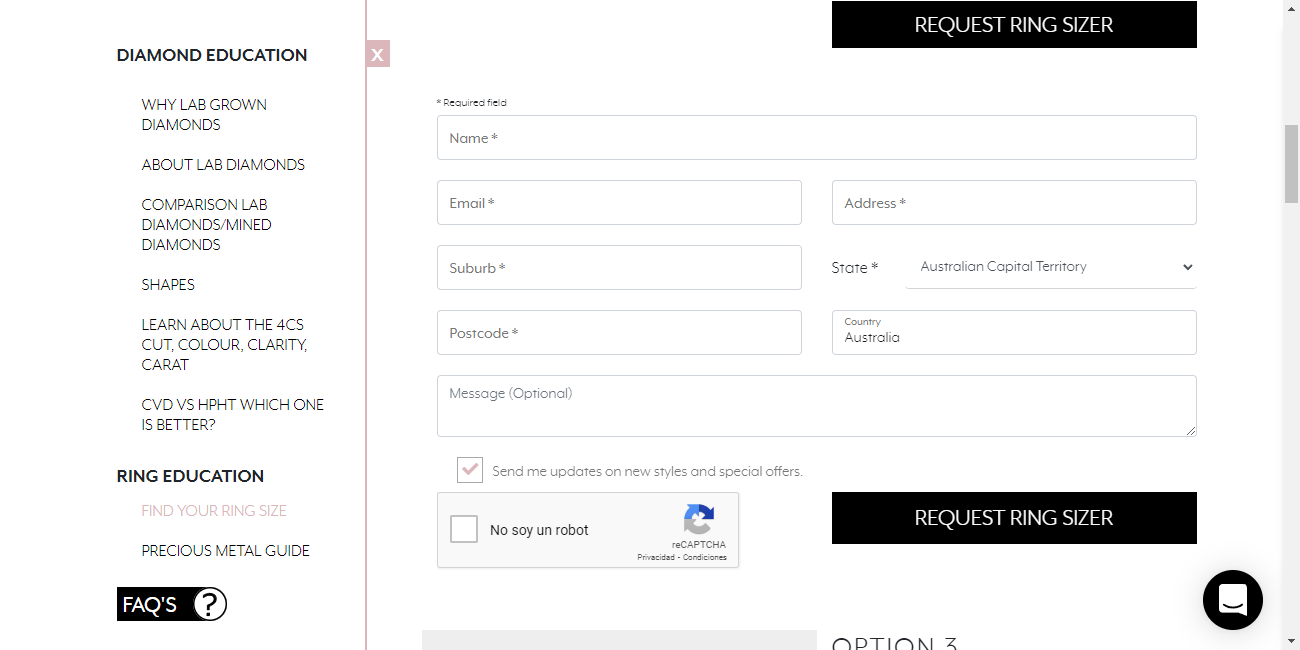 DIAMOND EDUCATION
X
WHY LAB GROWN
DIAMONDS
ABOUT LAB DIAMONDS
COMPARISON LAB
DIAMONDS/MINED
DIAMONDS
SHAPES
LEARN ABOUT THE 4CS
CUT, COLOUR, CLARITY,
CARAT
CVD VS HPHT WHICH ONE
IS BETTER?
RING EDUCATION
FIND YOUR RING SIZE
PRECIOUS METAL GUIDE
FAQ'S ?
REQUEST RING SIZER
* Required field
Name *
Email *
Address *
Suburb *
State * Australian Capital Territory
Postcode *
Country
Australia
Message (Optional)
Send me updates on new styles and special offers.
No soy un robot
reCAPTCHA
Privacidad - Condiciones
REQUEST RING SIZER
OPTION 3